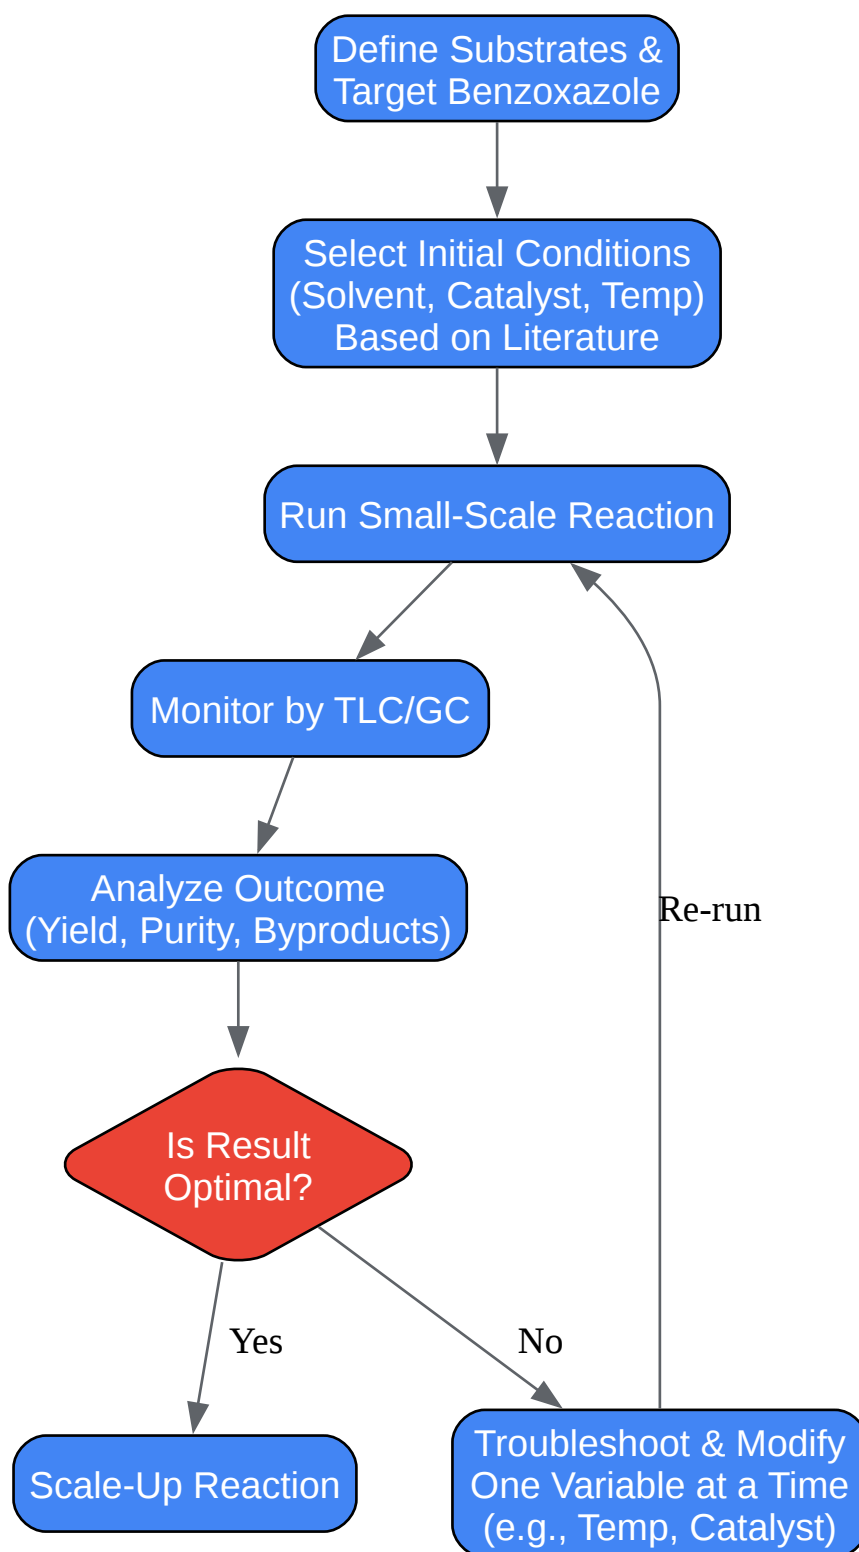 Define Substrates &
Target Benzoxazole
Select Initial Conditions
(Solvent, Catalyst, Temp)
Based on Literature
Run Small-Scale Reaction
Monitor by TLC/GC
Analyze Outcome
(Yield, Purity, Byproducts)
Re-run
Is Result
Optimal?
Yes
No
Scale-Up Reaction
Troubleshoot & Modify
One Variable at a Time
(e.g., Temp, Catalyst)